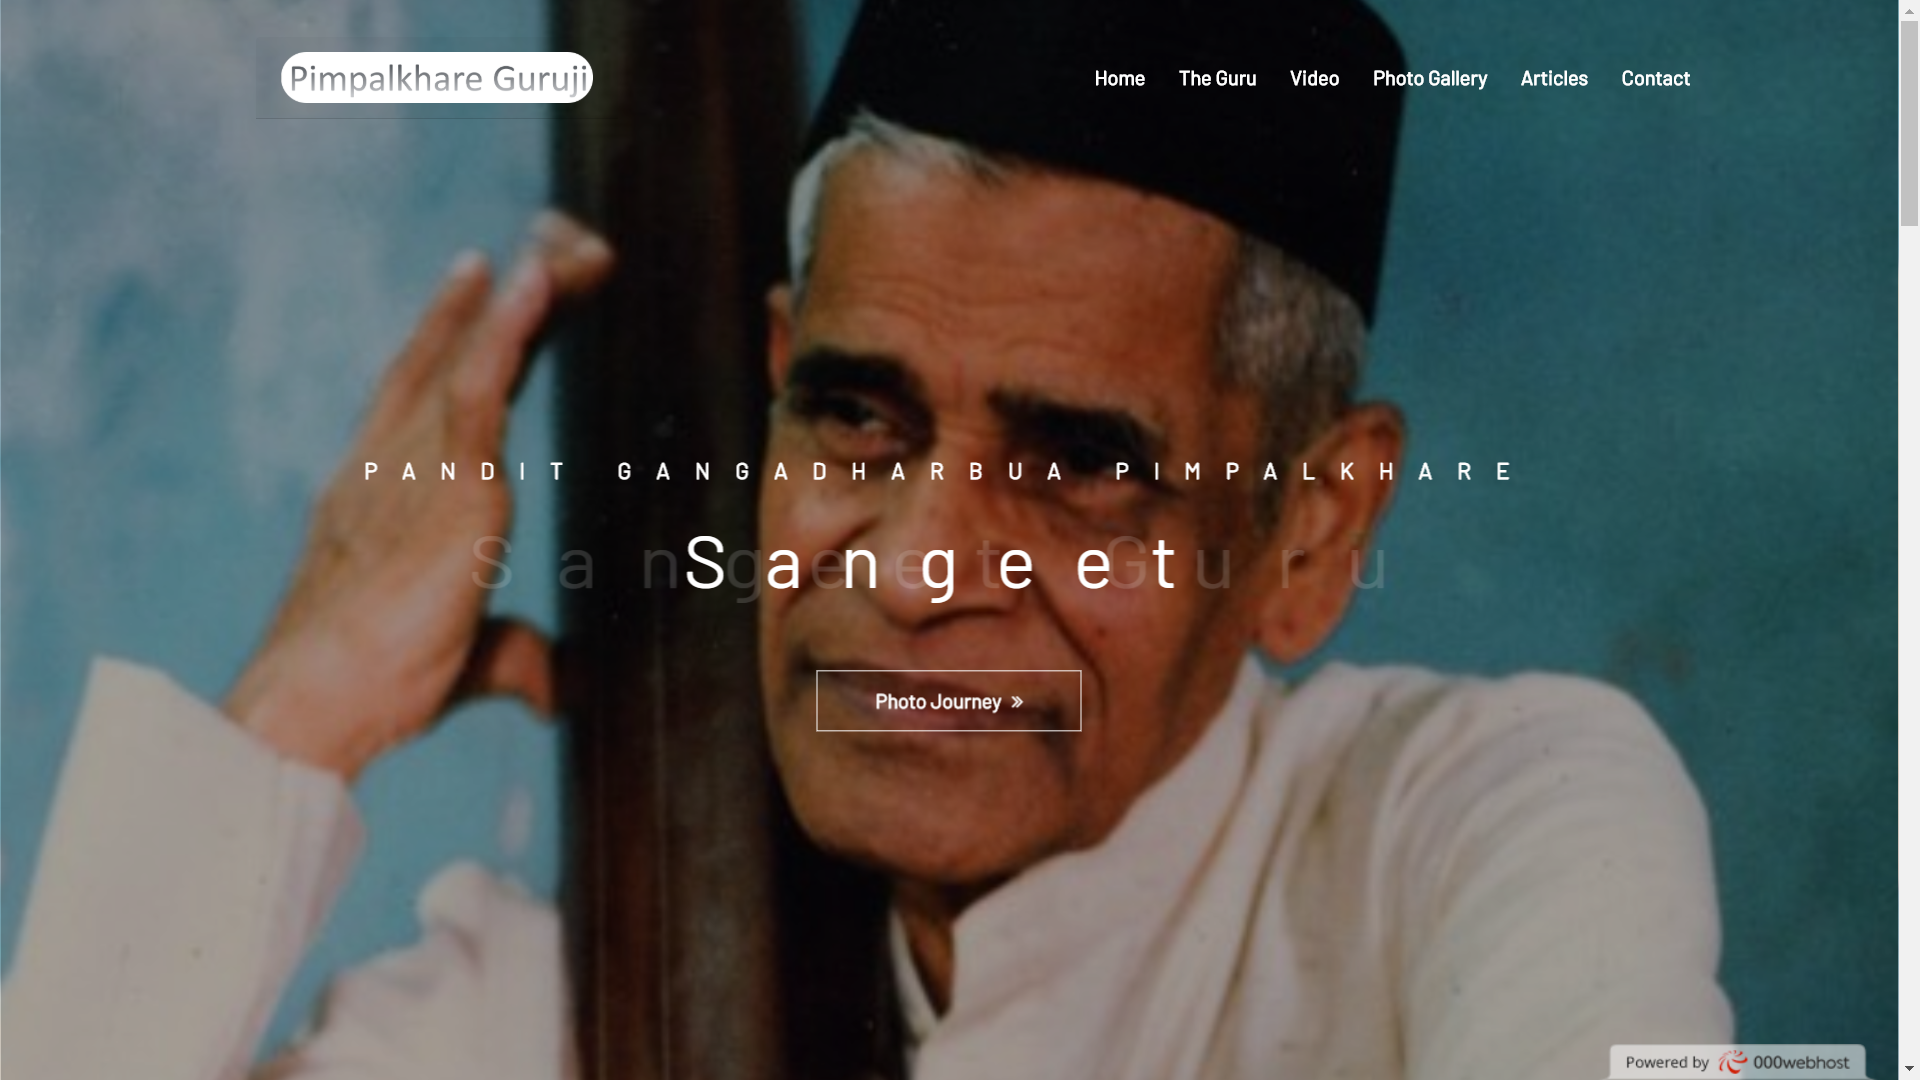 Pimpalkhare Guruji
Home The Guru Video Photo Gallery Articles Contact
PANDIT GANGADHARBUA PIMPALKHARE
Sangeet Guru
Sangeet
Photo Journey »
Powered by 000webhost